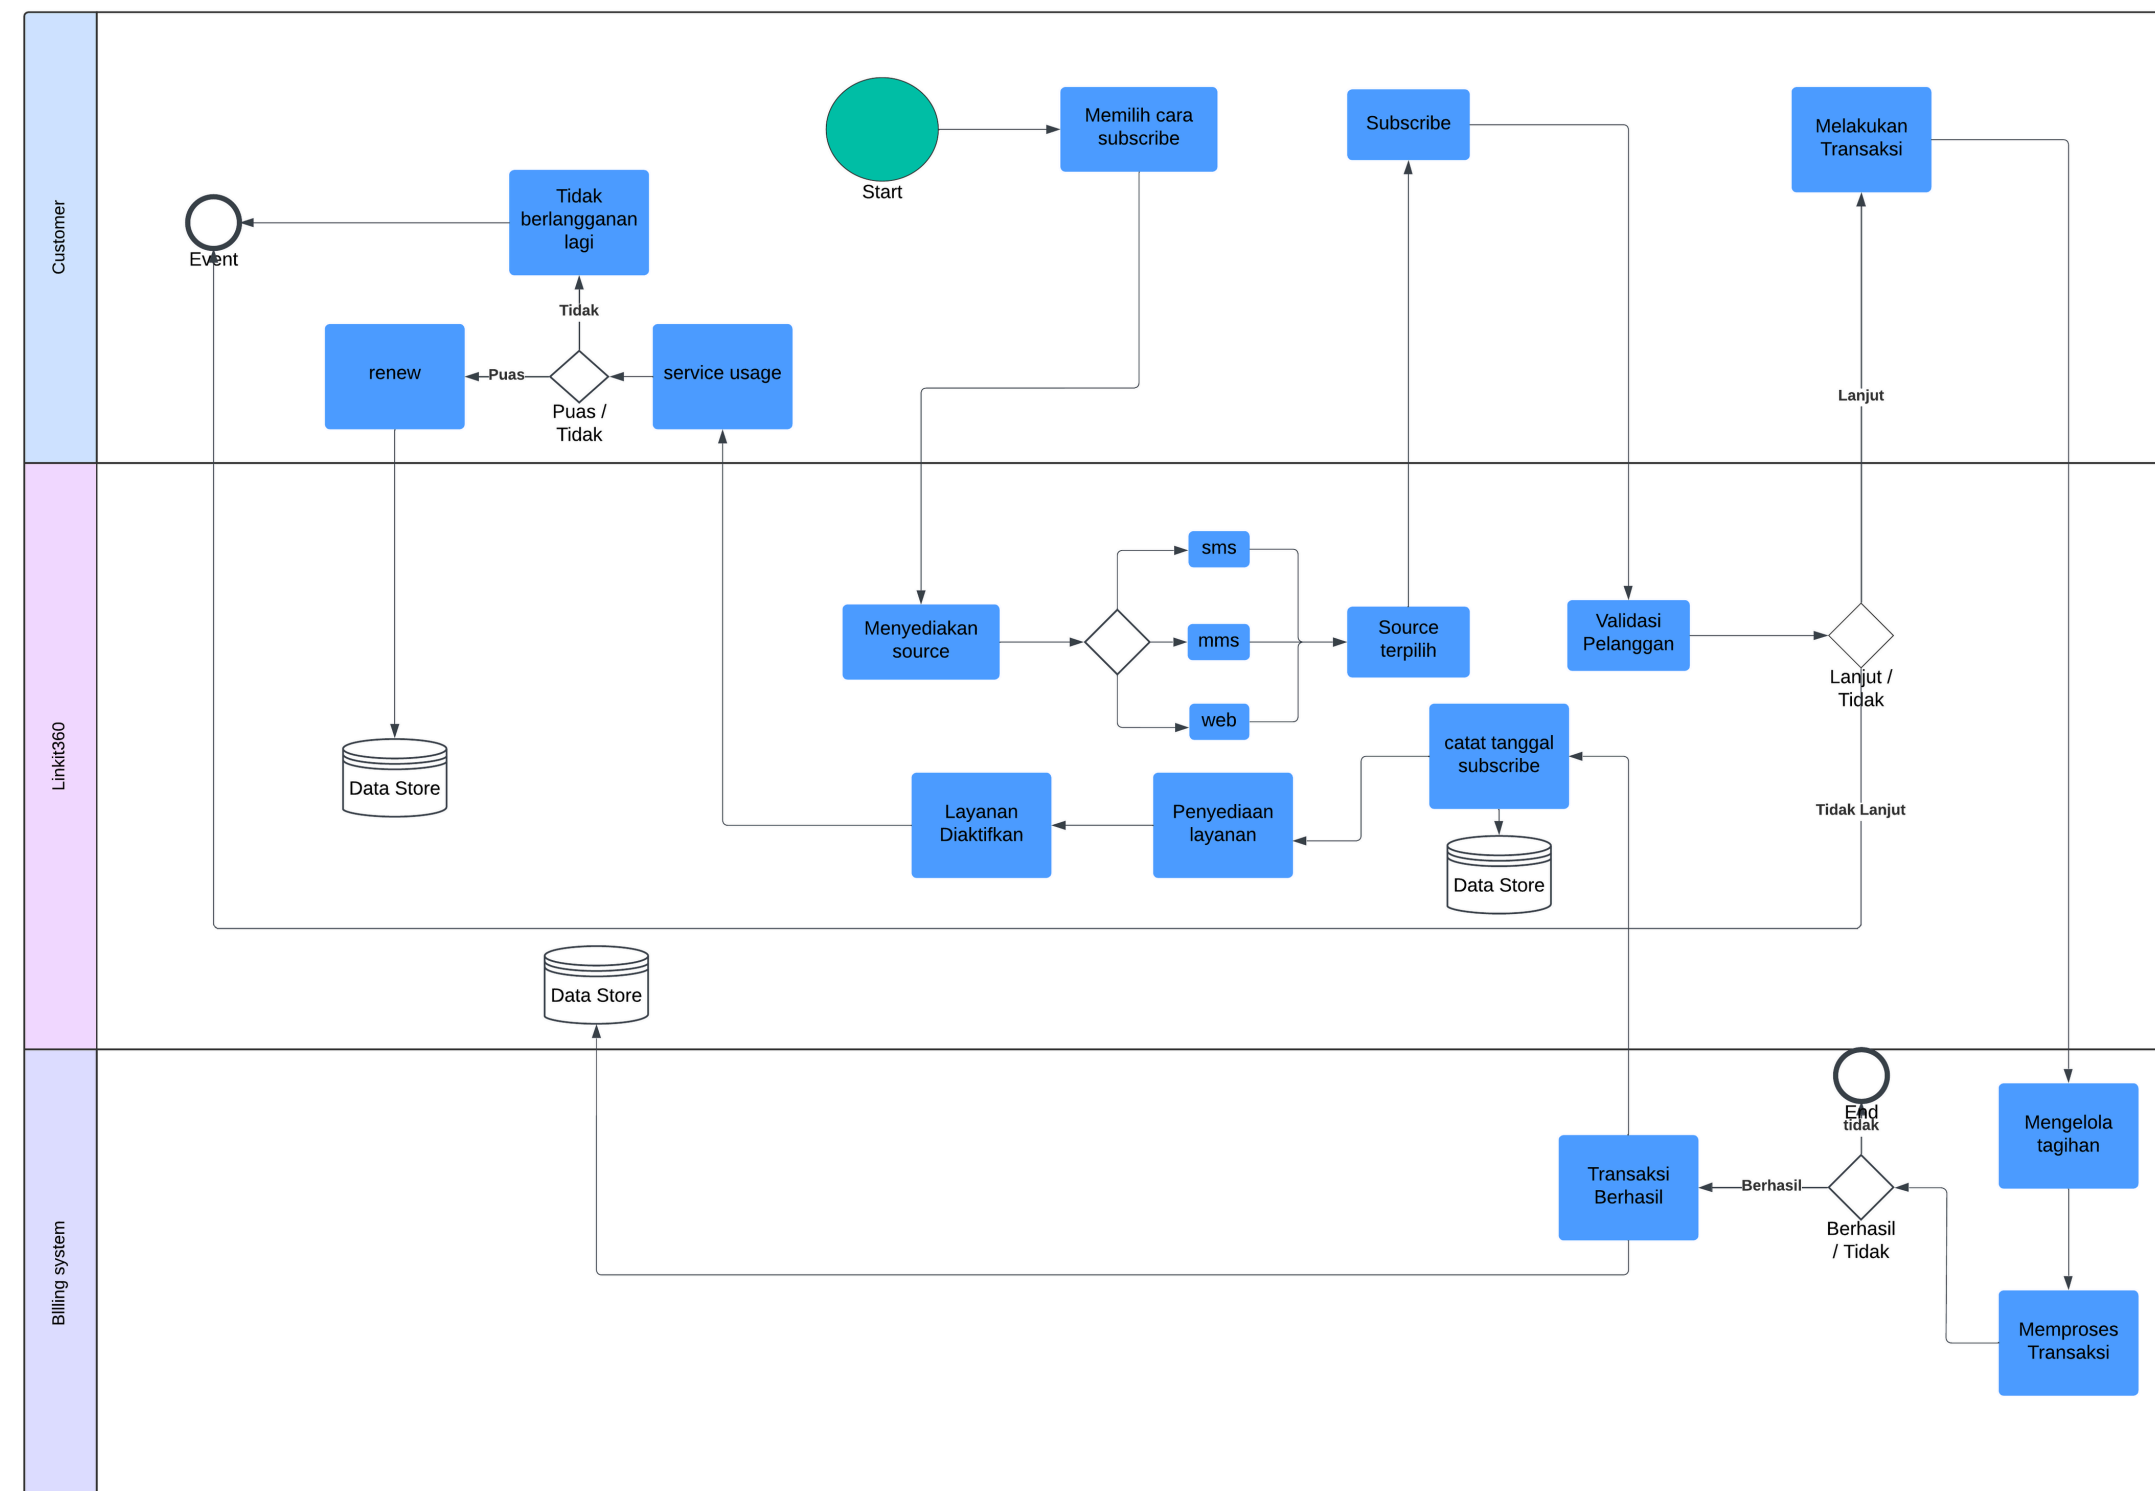 Customer
Start
Memilih cara
subscribe
Subscribe
Melakukan
Transaksi
Event
Tidak
berlangganan
lagi
Tidak
renew
Puas
Puas /
Tidak
service usage
Lanjut
Linkit360
Data Store
Menyediakan
source
sms
mms
web
Source
terpilih
Validasi
Pelanggan
Lanjut /
Tidak
Tidak Lanjut
catat tanggal
subscribe
Data Store
Penyediaan
layanan
Layanan
Diaktifkan
Data Store
BIlling system
End
tidak
Mengelola
tagihan
Transaksi
Berhasil
Berhasil
Berhasil
/ Tidak
Memproses
Transaksi